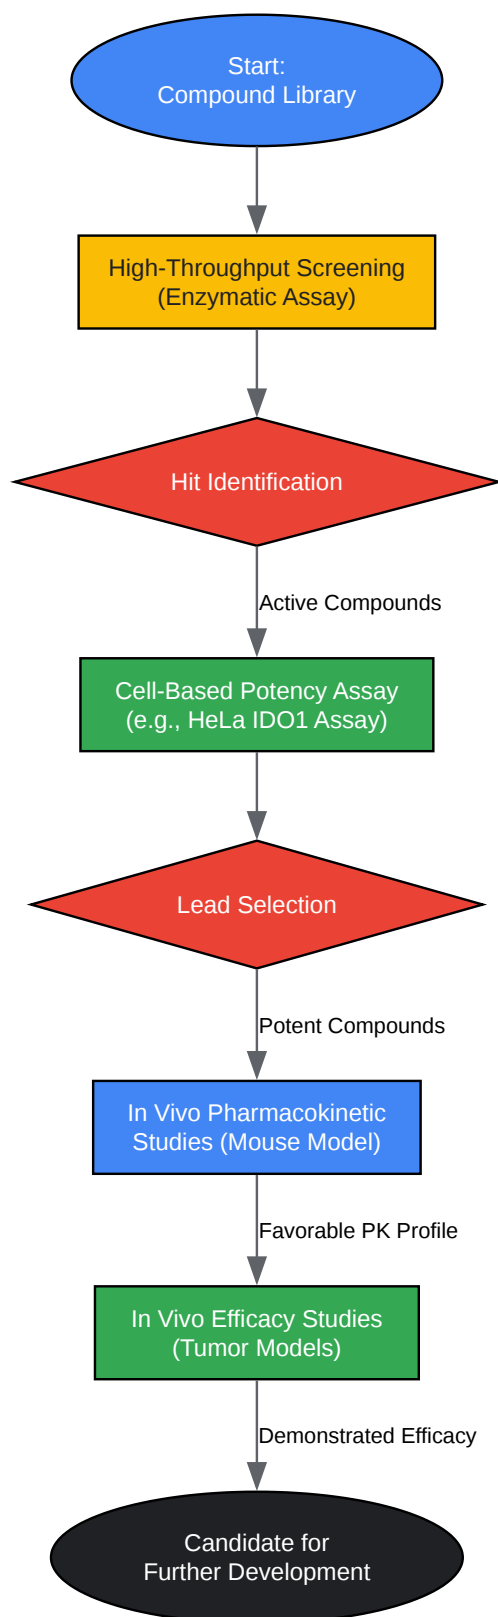 Start:
Compound Library
High-Throughput Screening
(Enzymatic Assay)
Hit Identification
Active Compounds
Cell-Based Potency Assay
(e.g., HeLa IDO1 Assay)
Lead Selection
Potent Compounds
In Vivo Pharmacokinetic
Studies (Mouse Model)
Favorable PK Profile
In Vivo Efficacy Studies
(Tumor Models)
Demonstrated Efficacy
Candidate for
Further Development